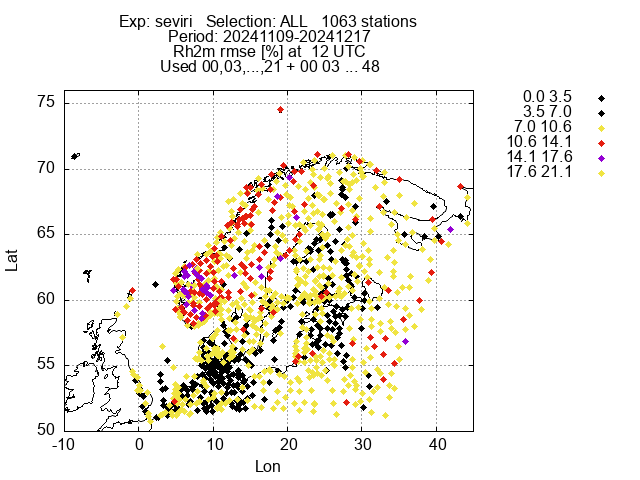 Exp: seviri   Selection: ALL   1063 stations
Period: 20241109-20241217
Rh2m rmse [%] at  12 UTC
Used 00,03,...,21 + 00 03 ... 48
0.0 3.5
3.5 7.0
7.0 10.6
10.6 14.1
14.1 17.6
17.6 21.1
75
70
65
60
55
50
Lat
-10 0 10 20 30 40
Lon